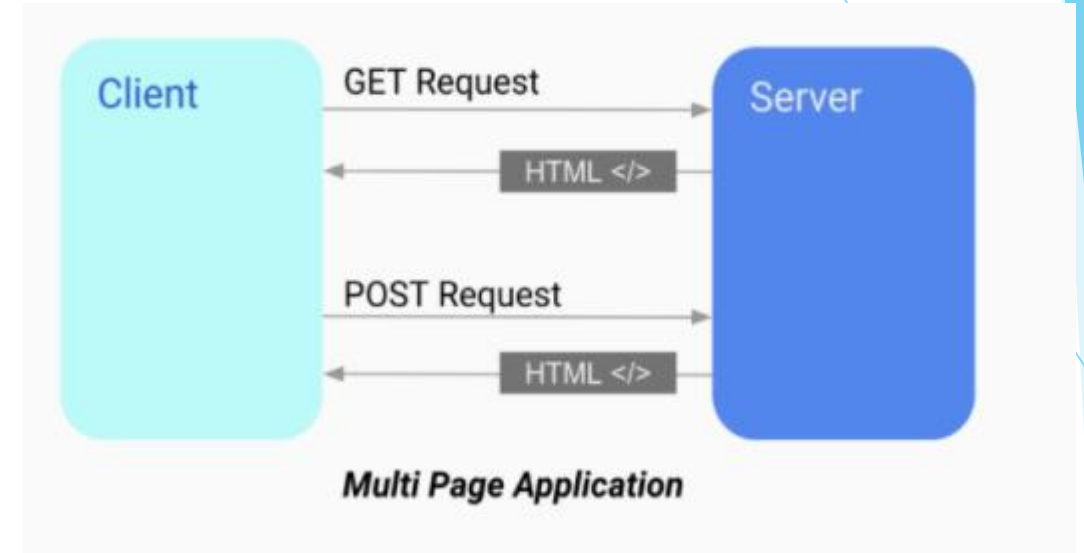 Client
GET Request
Server
HTML </>
POST Request
HTML </>
Multi Page Application